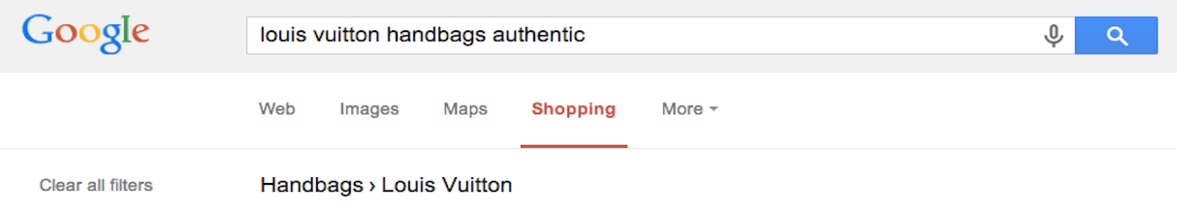 Google louis vuitton handbags authentic
Web Images Maps Shopping More
Clear all filters Handbags › Louis Vuitton